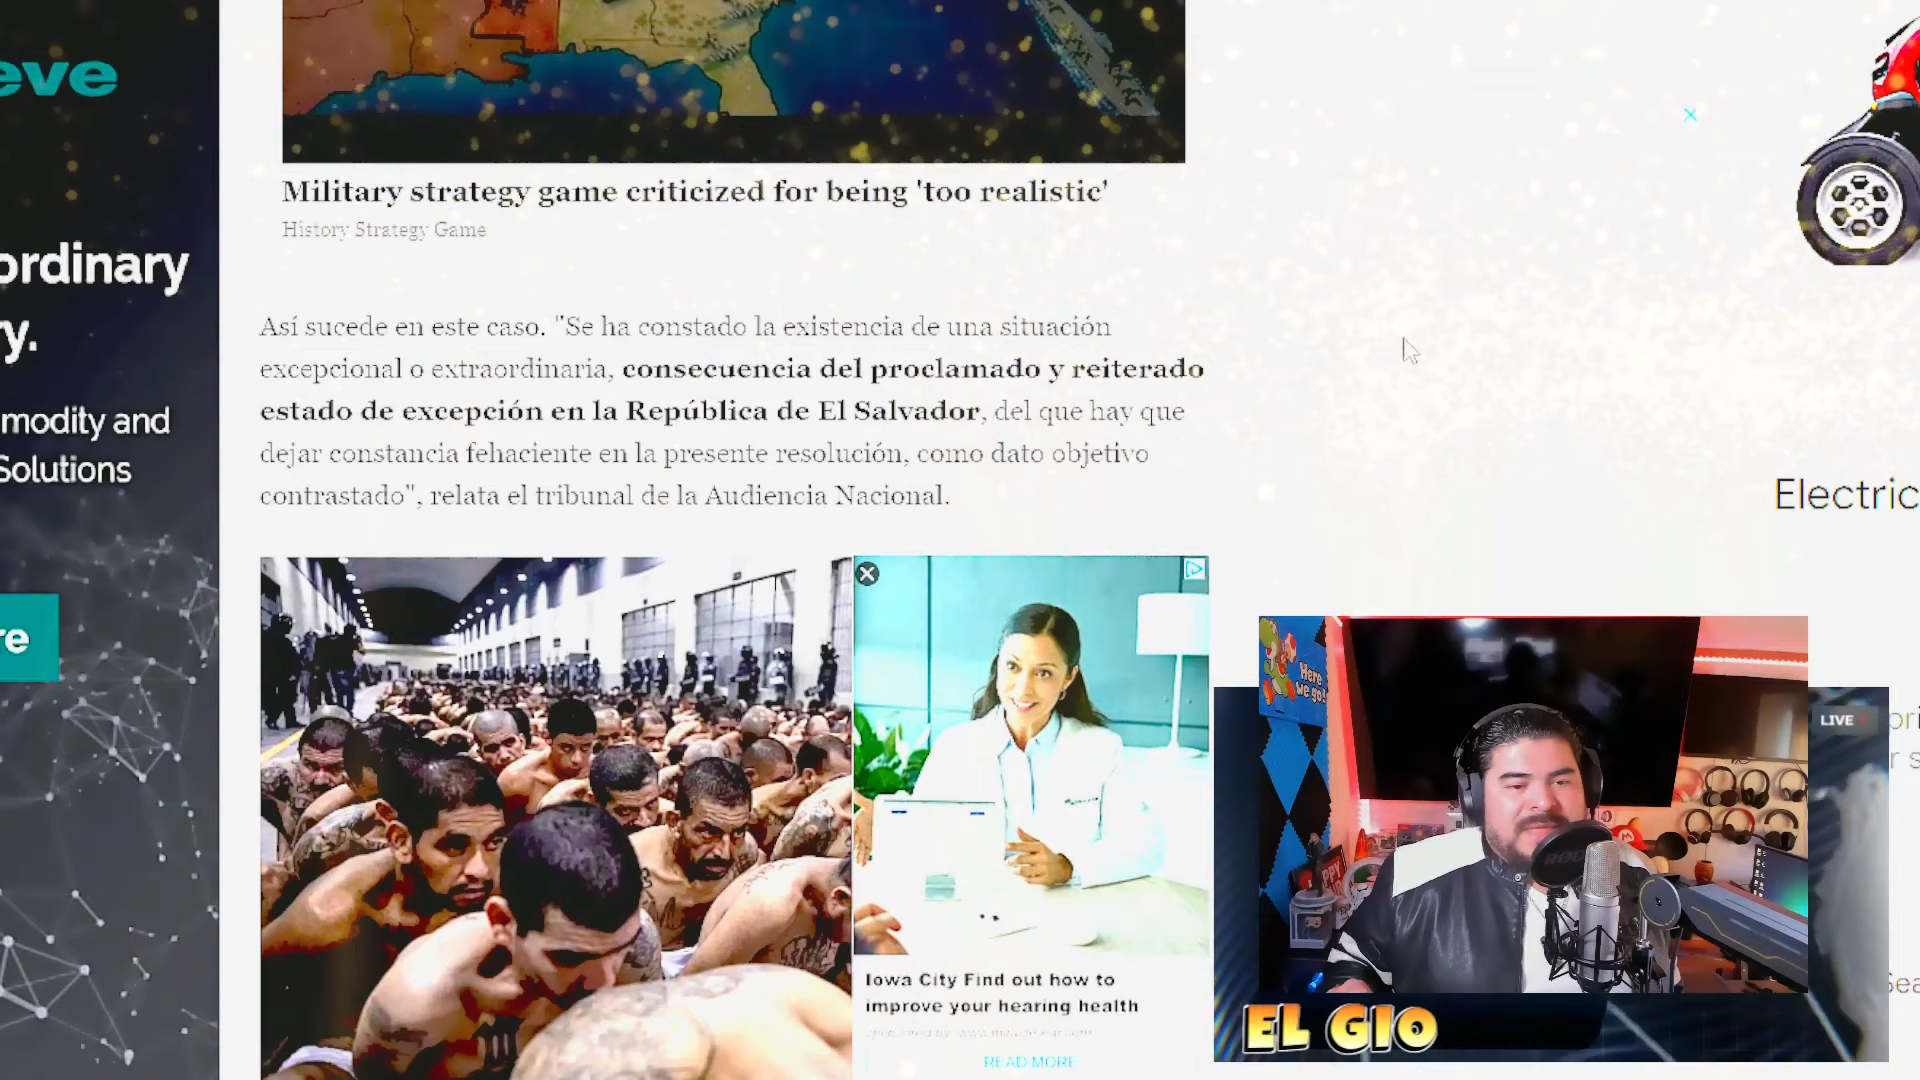 eve
ordinary
ry.
modity and
Solutions
re
Military strategy game criticized for being 'too realistic'
History Strategy Game
Así sucede en este caso. "Se ha constado la existencia de una situación
excepcional o extraordinaria, consecuencia del proclamado y reiterado
estado de excepción en la República de El Salvador, del que hay que
dejar constancia fehaciente en la presente resolución, como dato objetivo
contrastado", relata el tribunal de la Audiencia Nacional.
Electric
Iowa City Find out how to
improve your hearing health
READ MORE
Here
we go!
LIVE
RØDE
EL GIO